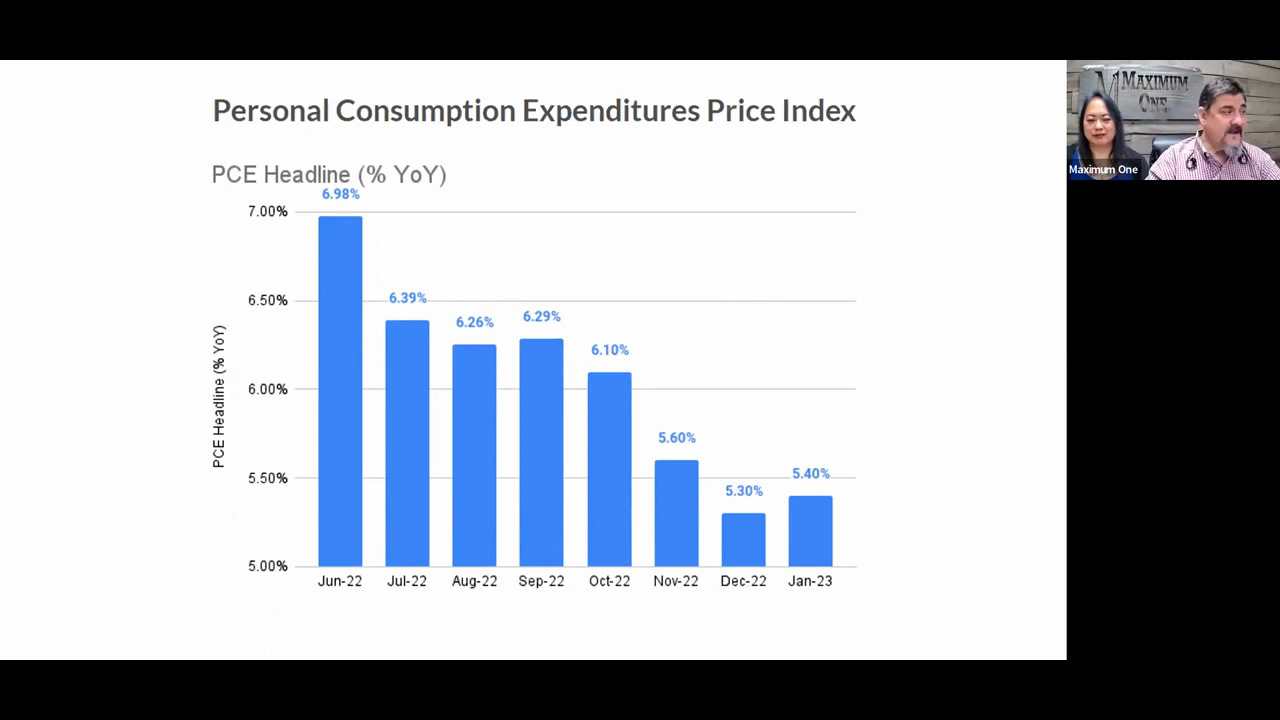 Personal Consumption Expenditures Price Index
PCE Headline (% YoY)
PCE Headline (% YoY)
7.00%
6.50%
6.00%
5.50%
5.00%
6.98%
6.39%
6.26%
6.29%
6.10%
5.60%
5.30%
5.40%
Jun-22
Jul-22
Aug-22
Sep-22
Oct-22
Nov-22
Dec-22
Jan-23
MAXIMUM
ONE
Maximum One